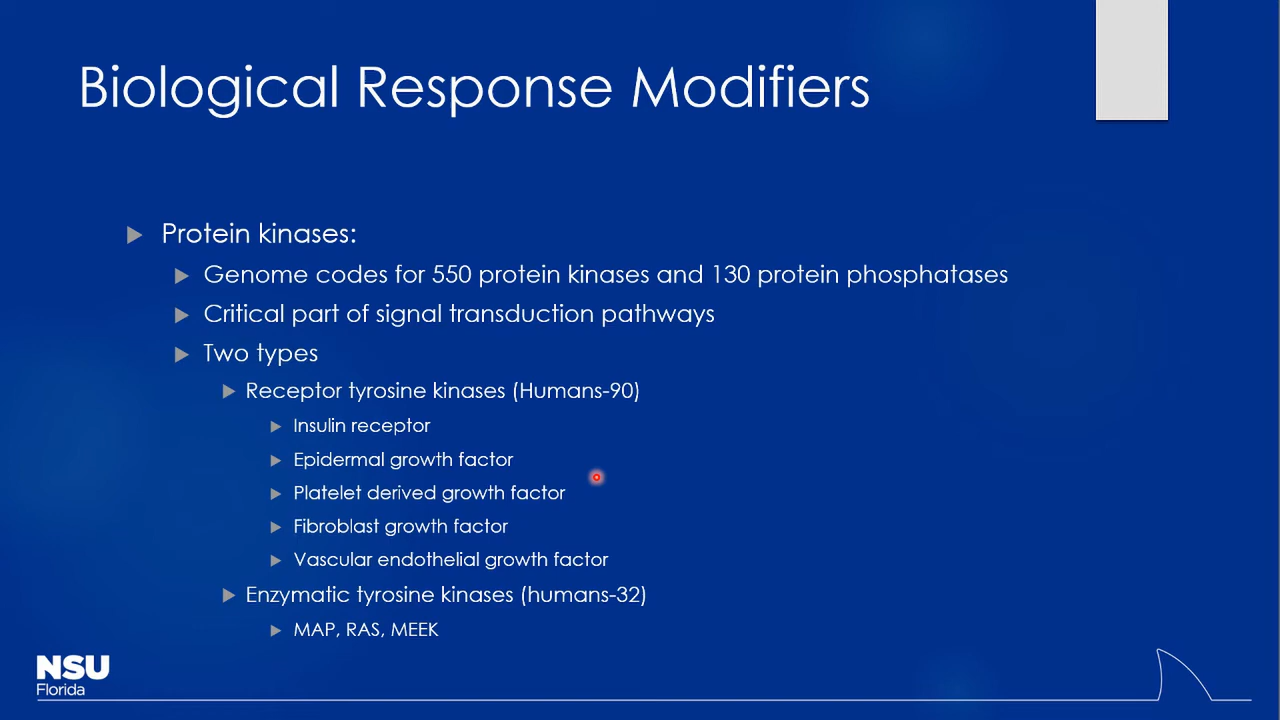 Biological Response Modifiers
Protein kinases:
Genome codes for 550 protein kinases and 130 protein phosphatases
Critical part of signal transduction pathways
Two types
Receptor tyrosine kinases (Humans-90)
Insulin receptor
Epidermal growth factor
Platelet derived growth factor
Fibroblast growth factor
Vascular endothelial growth factor
Enzymatic tyrosine kinases (humans-32)
MAP, RAS, MEEK
NSU
Florida